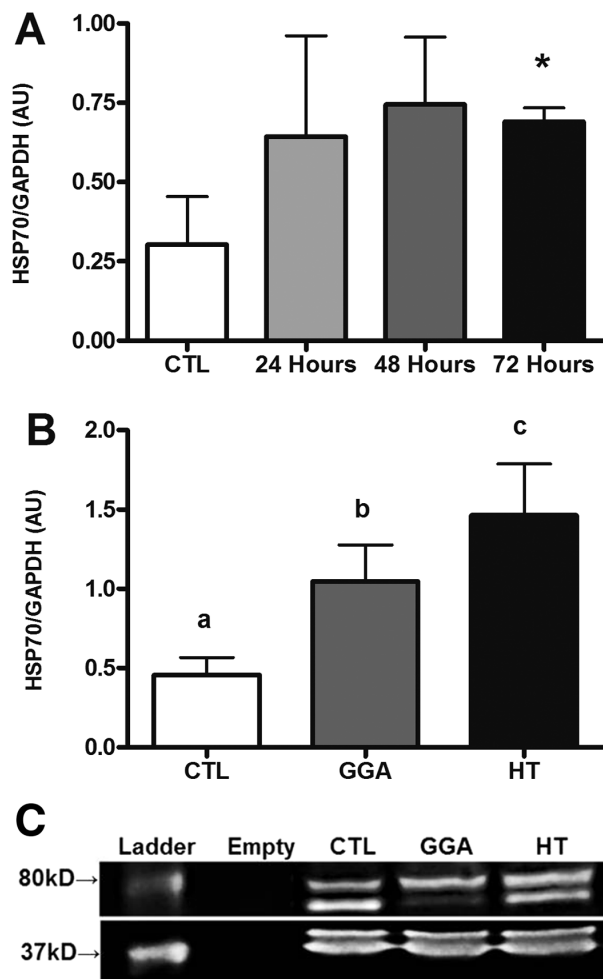 A
HSP70/GAPDH (AU)
1.00
0.75
0.50
0.25
0.00
*
CTL 24 Hours 48 Hours 72 Hours
B
HSP70/GAPDH (AU)
2.0
1.5
1.0
0.5
0.0
a
b
c
CTL GGA HT
C
Ladder Empty CTL GGA HT
80kD→
37kD→